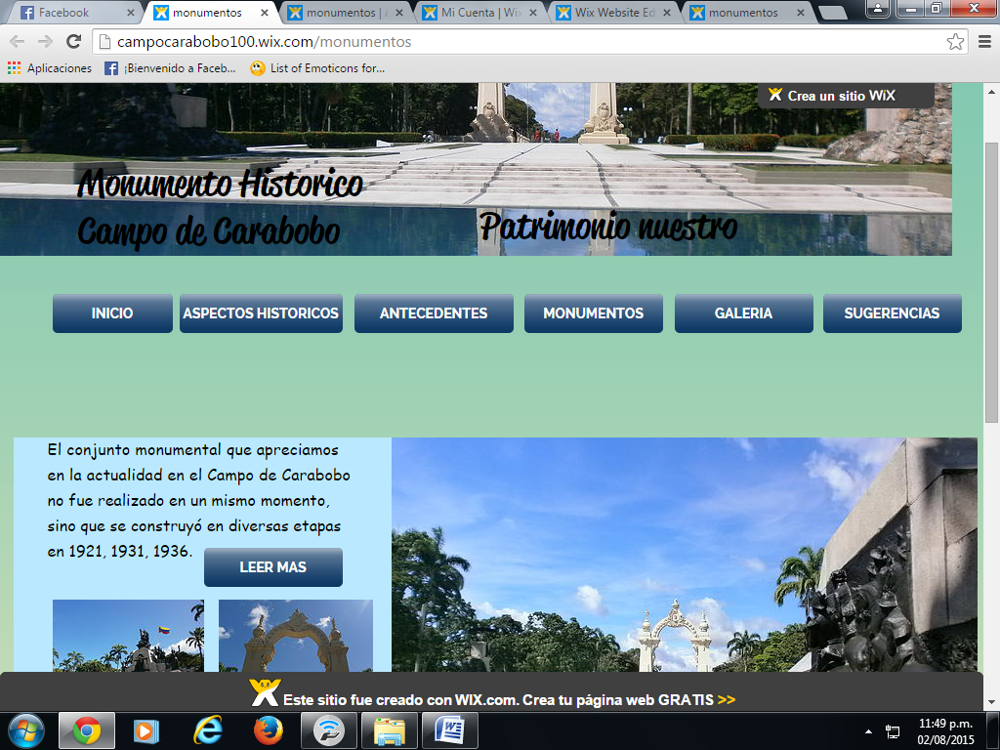 Facebook
monumentos
monumentos |
Mi Cuenta | Wix
Wix Website Ed
monumentos
campocarabobo100.wix.com/monumentos
Aplicaciones
¡Bienvenido a Faceb...
List of Emoticons for...
Crea un sitio WiX
Monumento Historico
Campo de Carabobo
Patrimonio nuestro
INICIO
ASPECTOS HISTORICOS
ANTECEDENTES
MONUMENTOS
GALERIA
SUGERENCIAS
El conjunto monumental que apreciamos
en la actualidad en el Campo de Carabobo
no fue realizado en un mismo momento,
sino que se construyó en diversas etapas
en 1921, 1931, 1936.
LEER MAS
Este sitio fue creado con WIX.com. Crea tu página web GRATIS >>
11:49 p.m.
02/08/2015